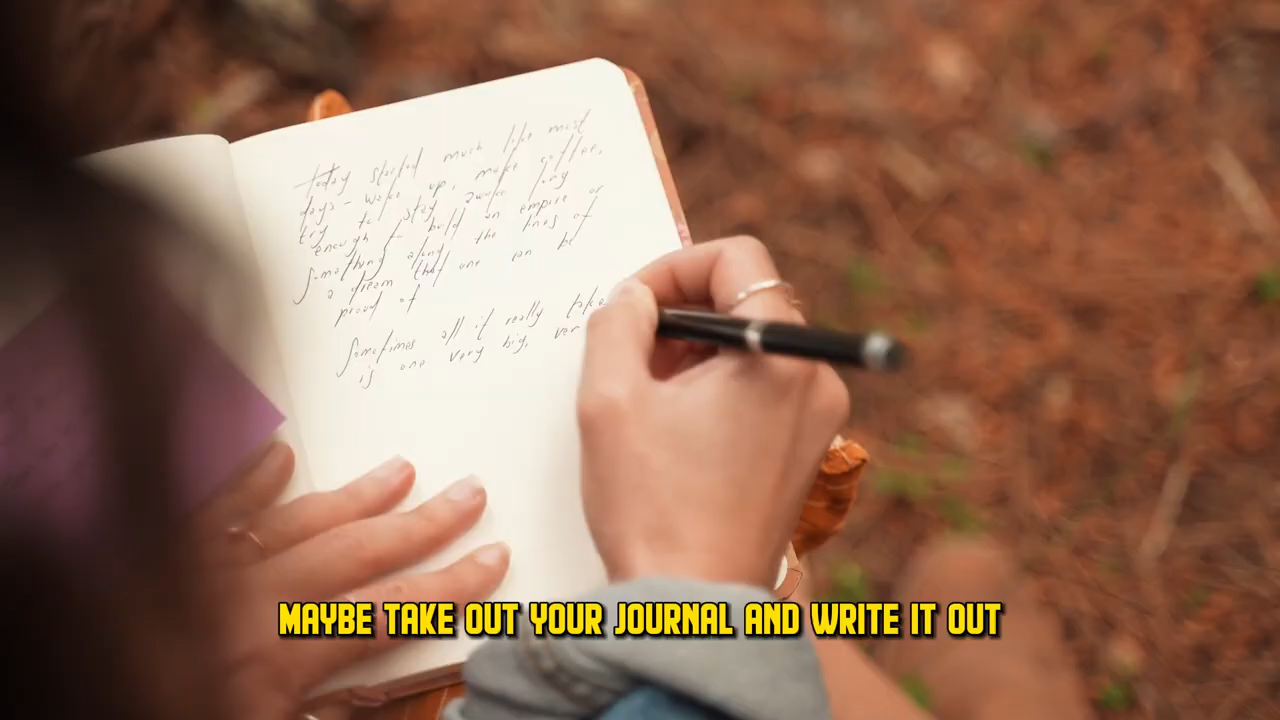 today started much like most
days - wake up, make coffee,
try to stay awake long
enough to build an empire or
something along the lines of
a dream that one can be
proud of
Sometimes all it really takes
is one very big, ver
MAYBE TAKE OUT YOUR JOURNAL AND WRITE IT OUT